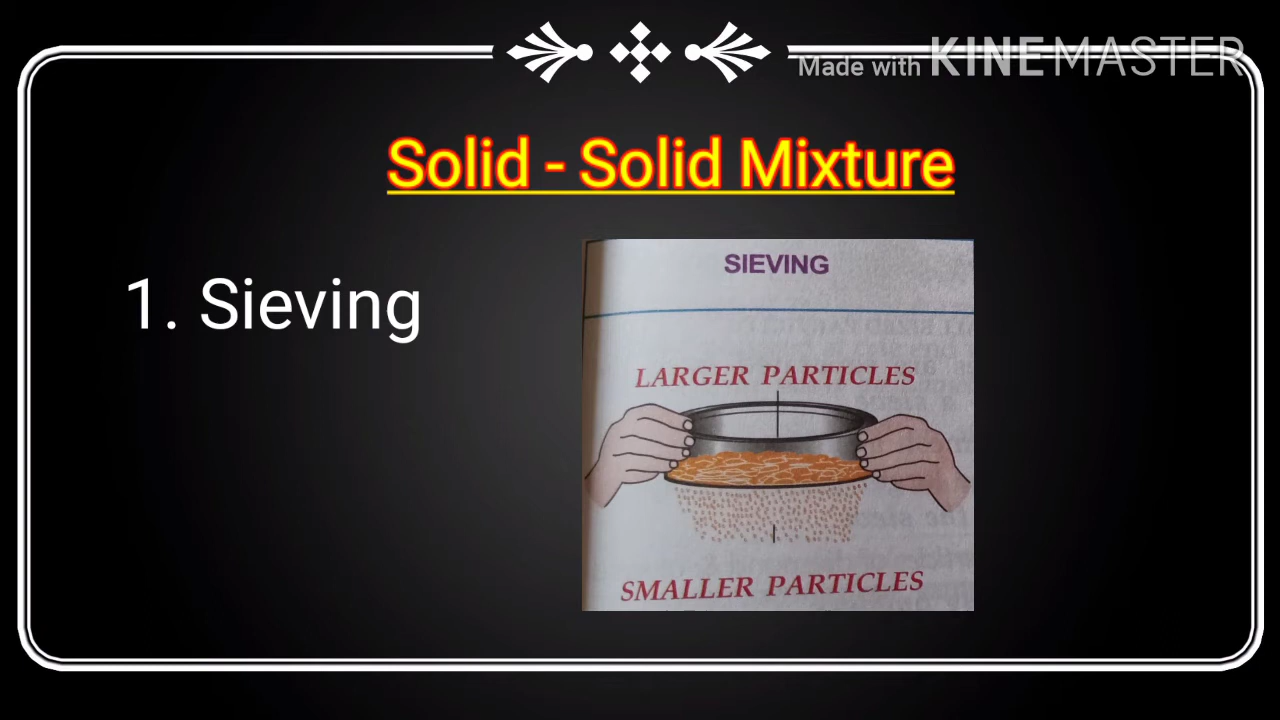 Made with KINEMASTER
Solid - Solid Mixture
1. Sieving
SIEVING
LARGER PARTICLES
SMALLER PARTICLES